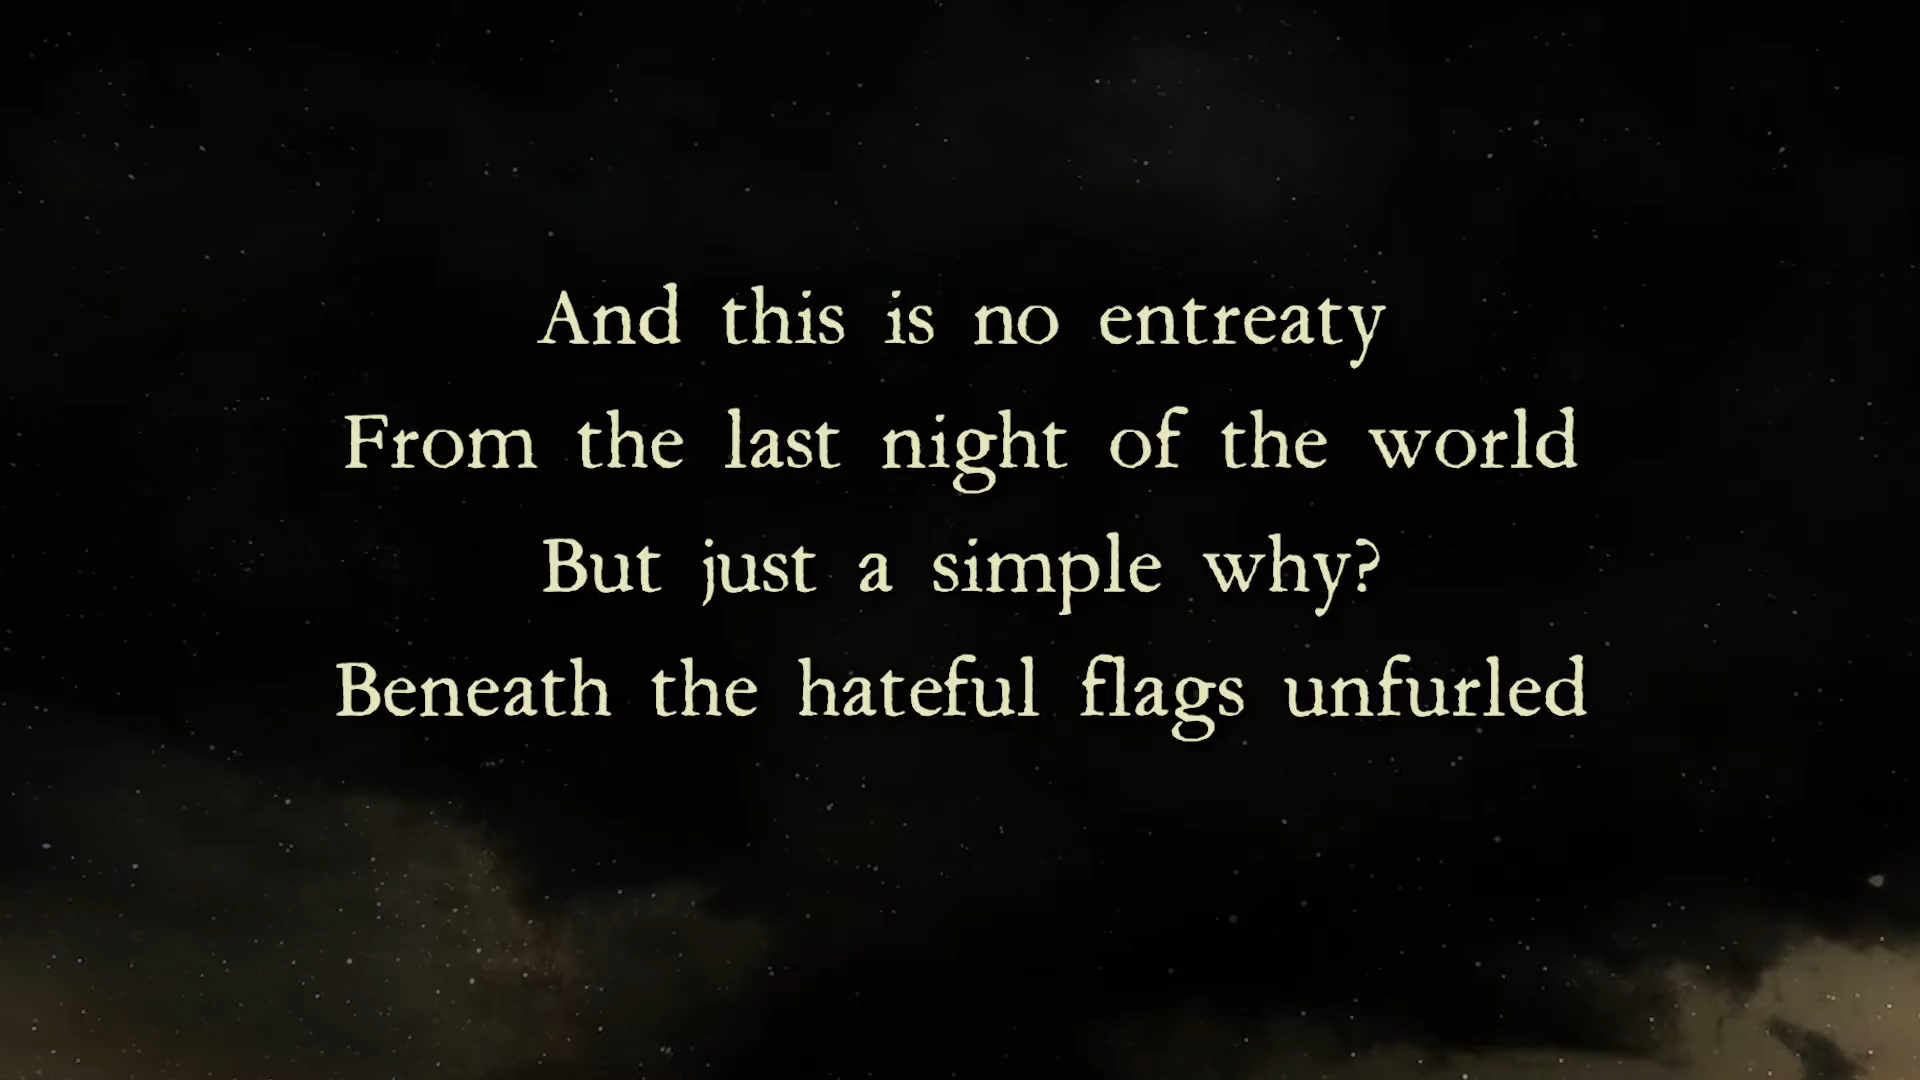 And this is no entreaty
From the last night of the world
But just a simple why?
Beneath the hateful flags unfurled